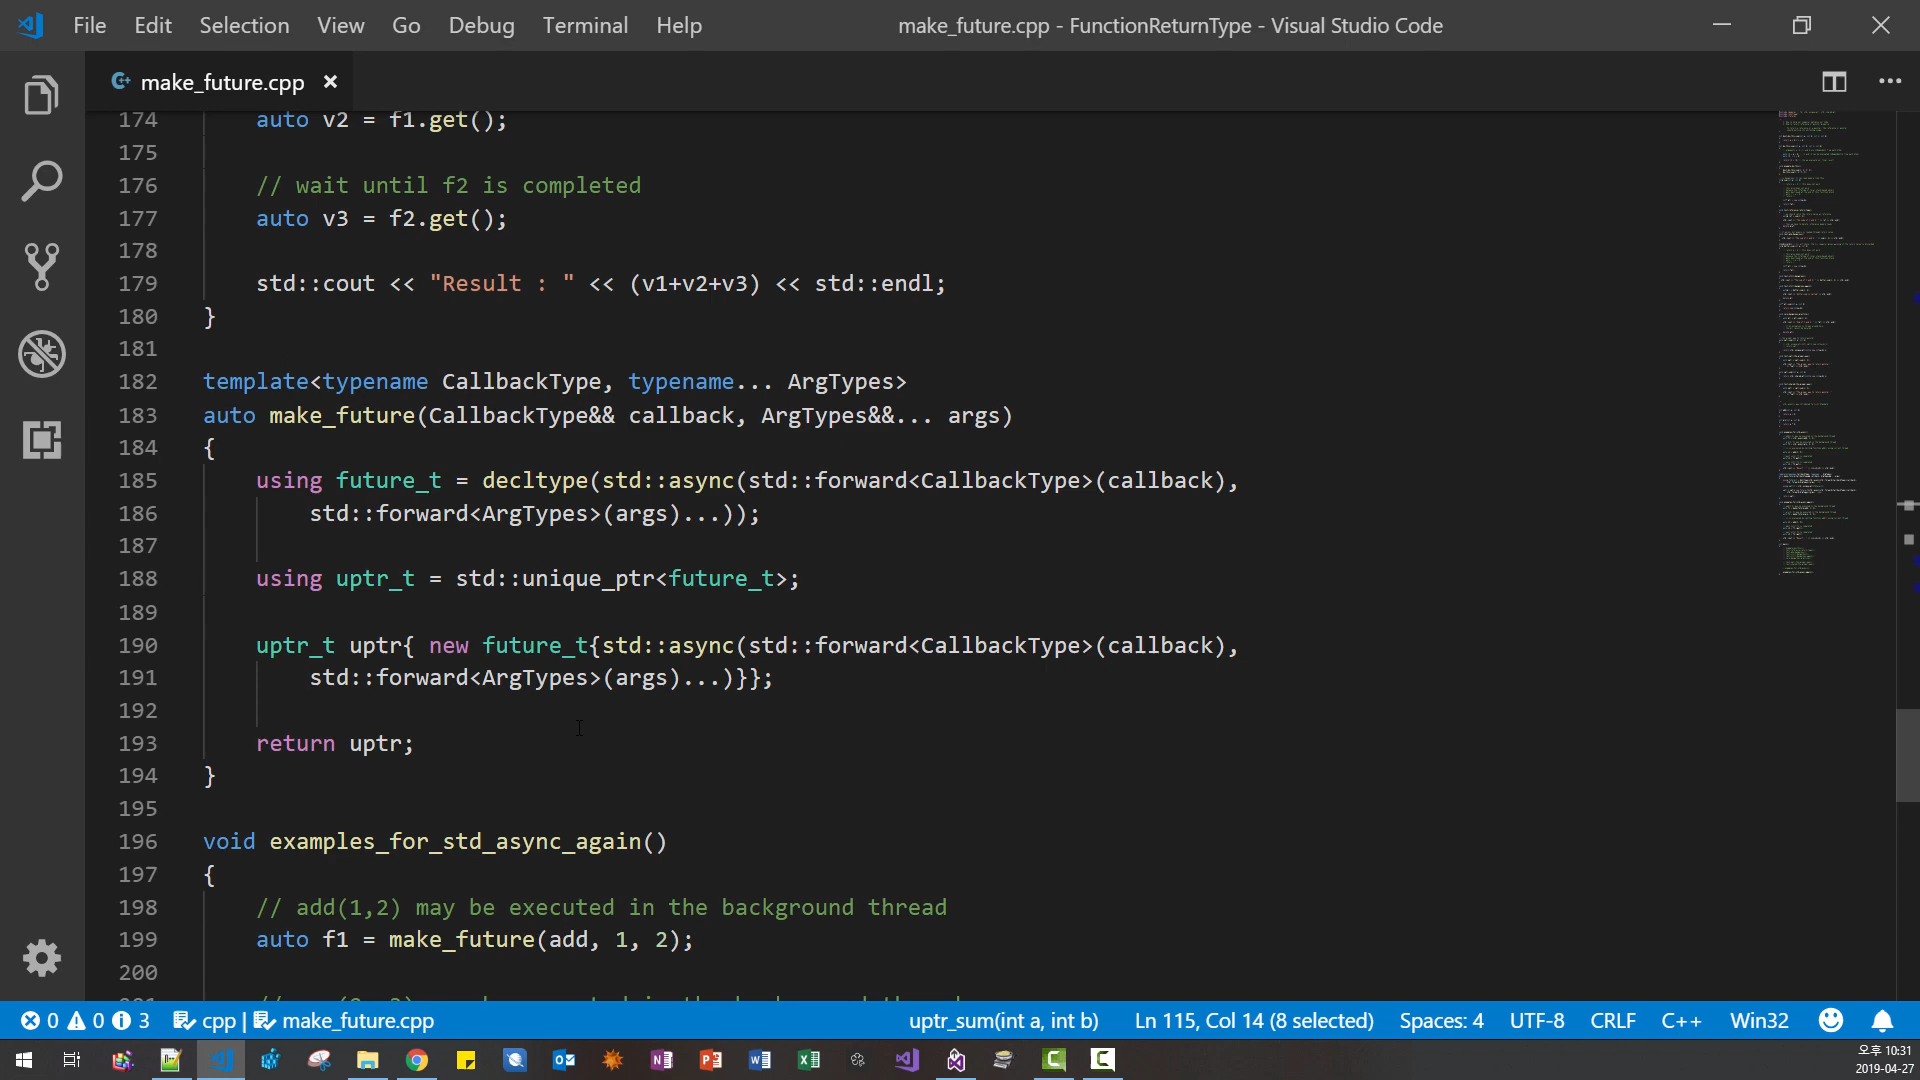 File Edit Selection View Go Debug Terminal Help make_future.cpp - FunctionReturnType - Visual Studio Code
make_future.cpp
174 auto v2 = f1.get();
175
176 // wait until f2 is completed
177 auto v3 = f2.get();
178
179 std::cout << "Result : " << (v1+v2+v3) << std::endl;
180 }
181
182 template<typename CallbackType, typename... ArgTypes>
183 auto make_future(CallbackType&& callback, ArgTypes&&... args)
184 {
185 using future_t = decltype(std::async(std::forward<CallbackType>(callback),
186 std::forward<ArgTypes>(args)...));
187
188 using uptr_t = std::unique_ptr<future_t>;
189
190 uptr_t uptr{ new future_t{std::async(std::forward<CallbackType>(callback),
191 std::forward<ArgTypes>(args)...)}};
192
193 return uptr;
194 }
195
196 void examples_for_std_async_again()
197 {
198 // add(1,2) may be executed in the background thread
199 auto f1 = make_future(add, 1, 2);
200
0 0 3 cpp | make_future.cpp uptr_sum(int a, int b) Ln 115, Col 14 (8 selected) Spaces: 4 UTF-8 CRLF C++ Win32
오후 10:31
2019-04-27